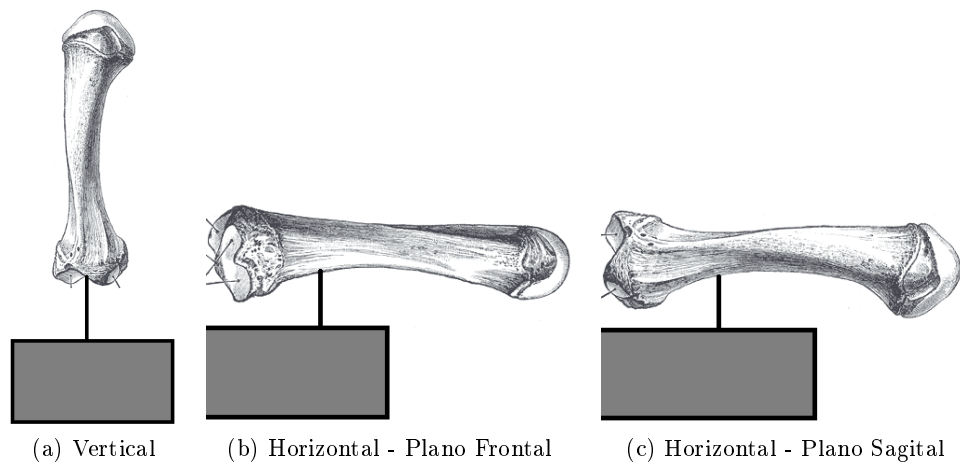 (a) Vertical
(b) Horizontal - Plano Frontal
(c) Horizontal - Plano Sagital